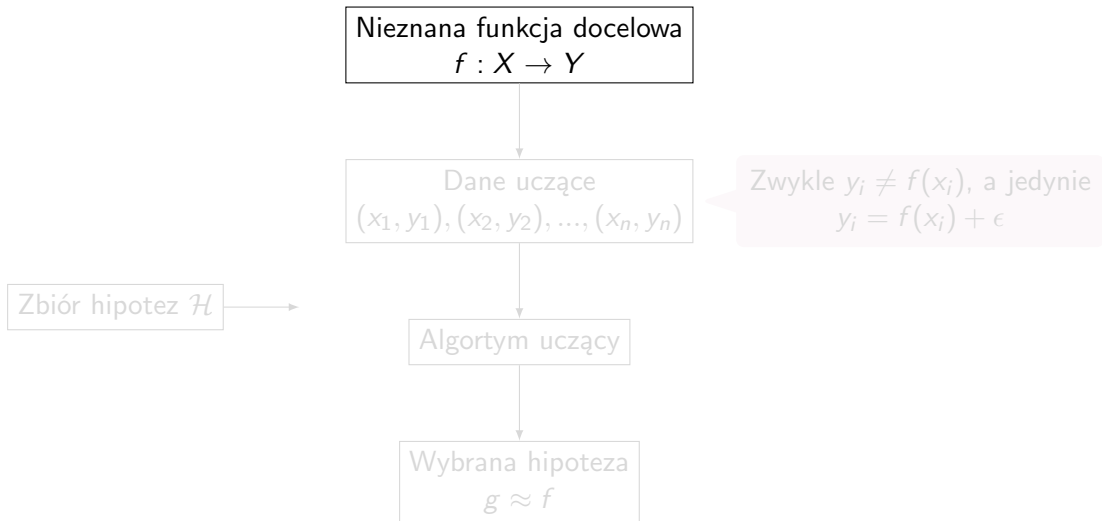 Nieznana funkcja docelowa
f : X → Y
Dane uczące
(x₁, y₁), (x₂, y₂), ..., (xₙ, yₙ)
Zwykle yᵢ ≠ f(xᵢ), a jedynie
yᵢ = f(xᵢ) + ϵ
Zbiór hipotez ℋ
Algortym uczący
Wybrana hipoteza
g ≈ f